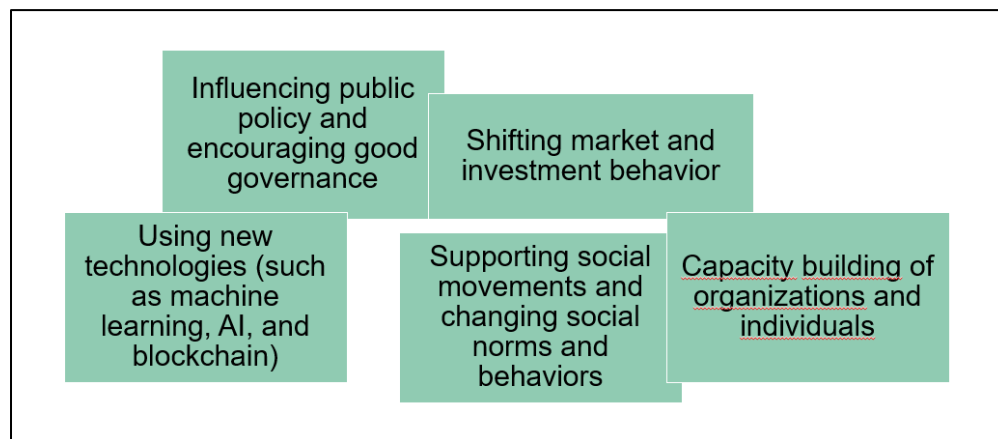 Influencing public
policy and
encouraging good
governance
Shifting market and
investment behavior
Using new
technologies (such
as machine
learning, AI, and
blockchain)
Supporting social
movements and
changing social
norms and
behaviors
Capacity building of
organizations and
individuals